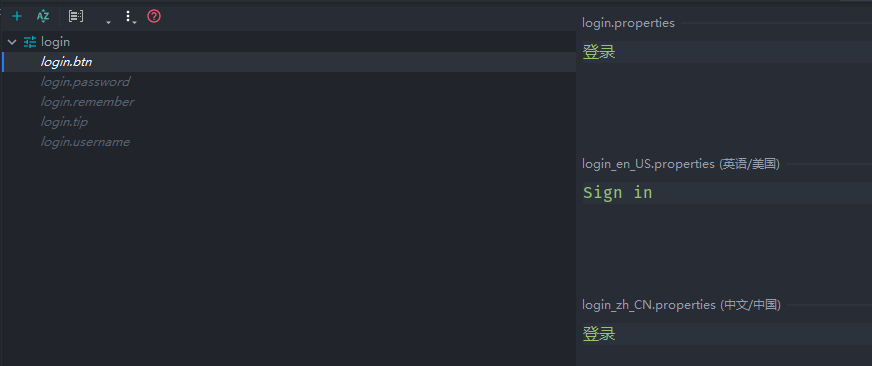 login
login.btn
login.password
login.remember
login.tip
login.username
login.properties
登录
login_en_US.properties (英语/美国)
Sign in
login_zh_CN.properties (中文/中国)
登录